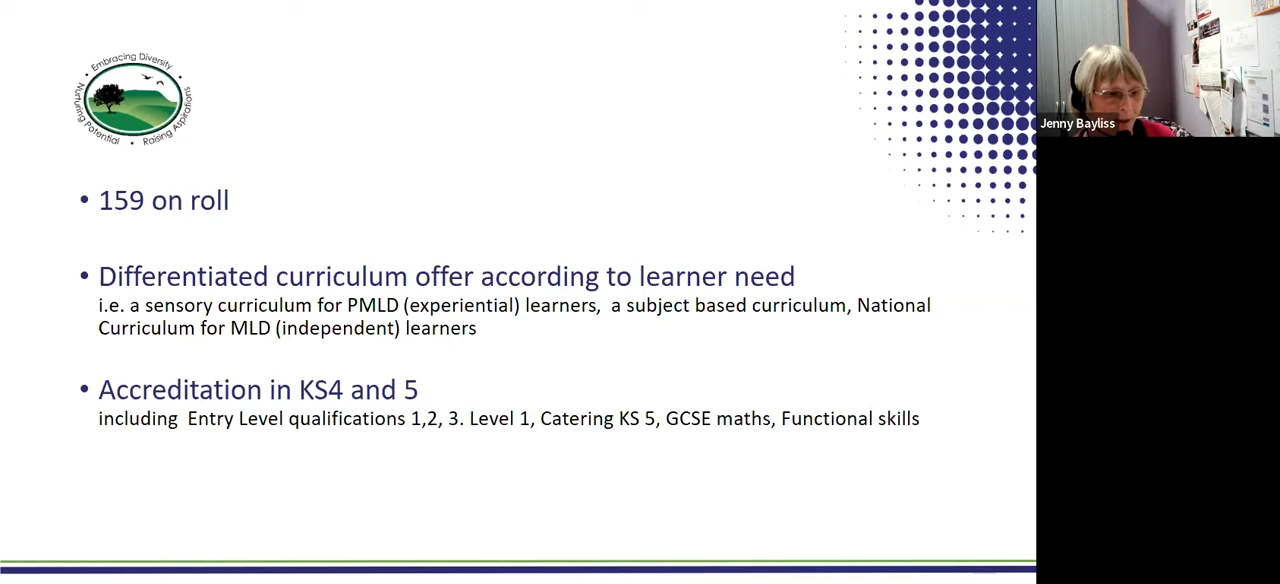 Embracing Diversity
Nurturing Potential
Raising Aspirations
Jenny Bayliss
• 159 on roll
• Differentiated curriculum offer according to learner need
i.e. a sensory curriculum for PMLD (experiential) learners, a subject based curriculum, National
Curriculum for MLD (independent) learners
• Accreditation in KS4 and 5
including Entry Level qualifications 1,2, 3. Level 1, Catering KS 5, GCSE maths, Functional skills